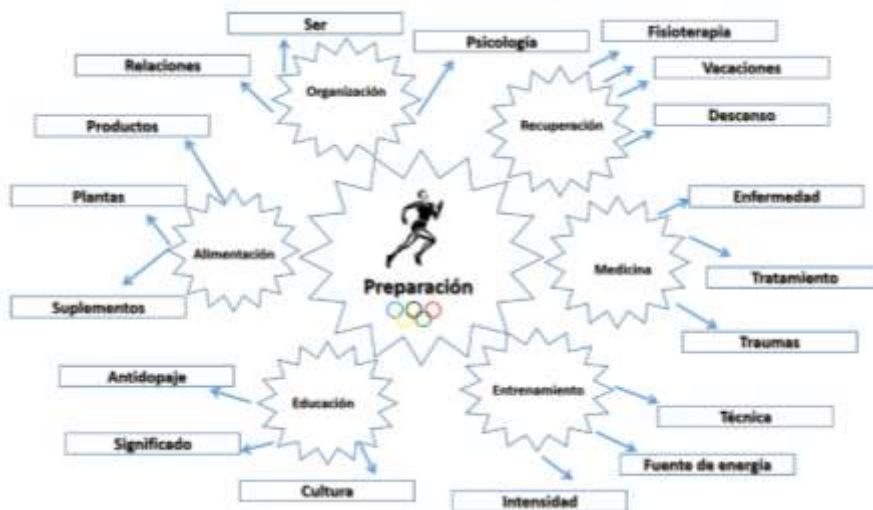 Ser
Psicología
Fisioterapia
Relaciones
Organización
Vacaciones
Recuperación
Descanso
Productos
Plantas
Alimentación
Suplementos
Preparación
Enfermedad
Medicina
Tratamiento
Traumas
Antidopaje
Educación
Significado
Cultura
Entrenamiento
Técnica
Fuente de energía
Intensidad